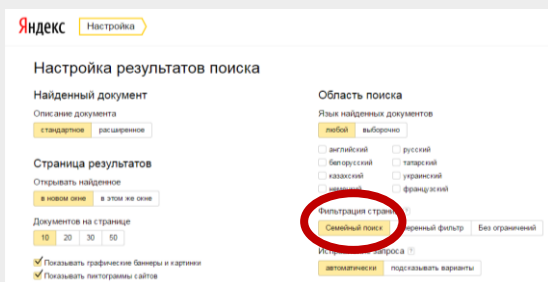 Яндекс Настройка
Настройка результатов поиска
Найденный документ
Описание документа
стандартное расширенное
Страница результатов
Открывать найденное
в новом окне в этом же окне
Документов на странице
10 20 30 50
Показывать графические баннеры и картинки
Показывать пиктограммы сайтов
Область поиска
Язык найденных документов
любой выборочно
английский русский
белорусский татарский
казахский украинский
немецкий французский
Фильтрация страниц ?
Семейный поиск фильтр Без ограничений
запроса ?
автоматически подсказывать варианты